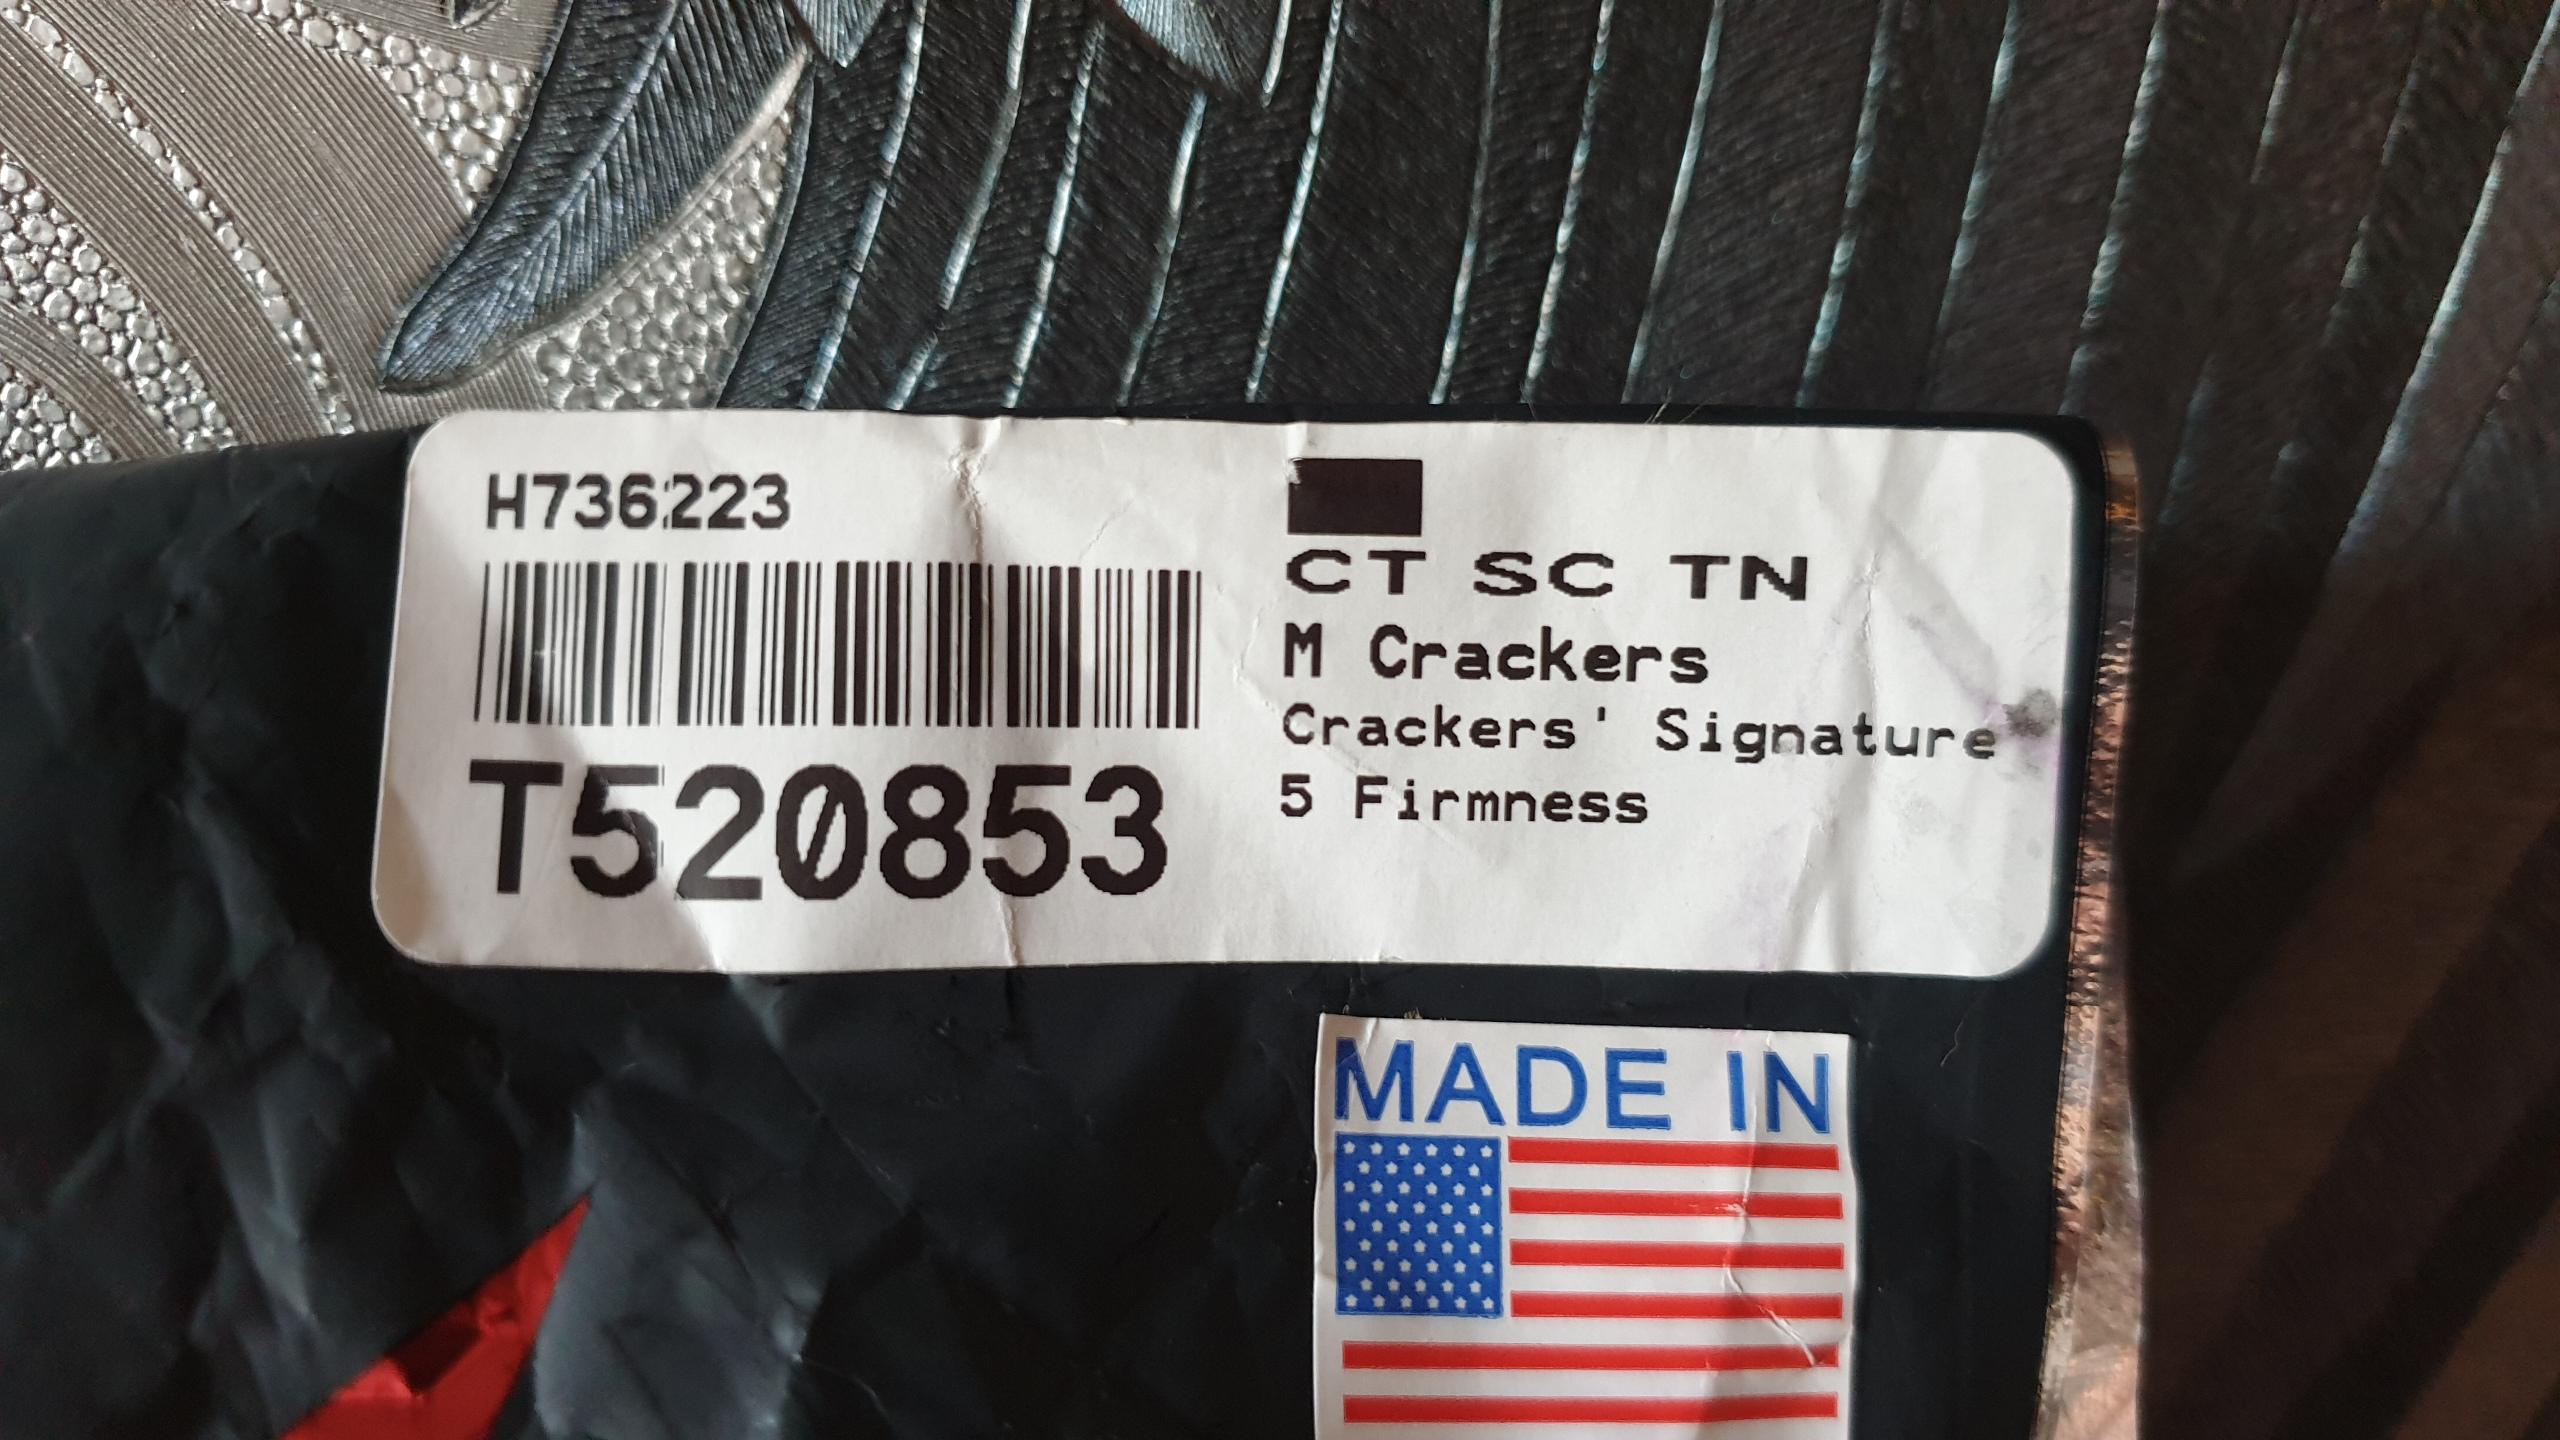 H736223
T520853
CT SC TN
M Crackers
Crackers' Signature
5 Firmness
MADE IN